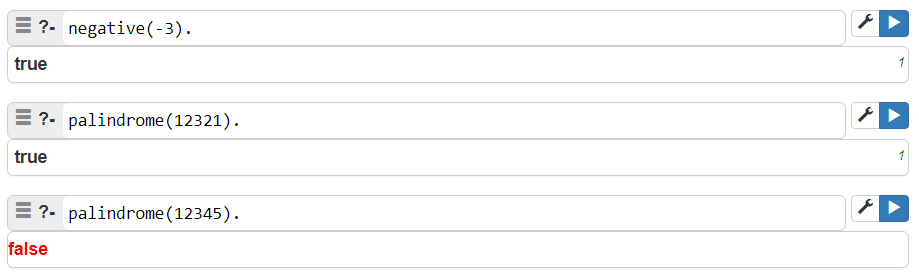 ?- negative(-3).
true 1
?- palindrome(12321).
true 1
?- palindrome(12345).
false